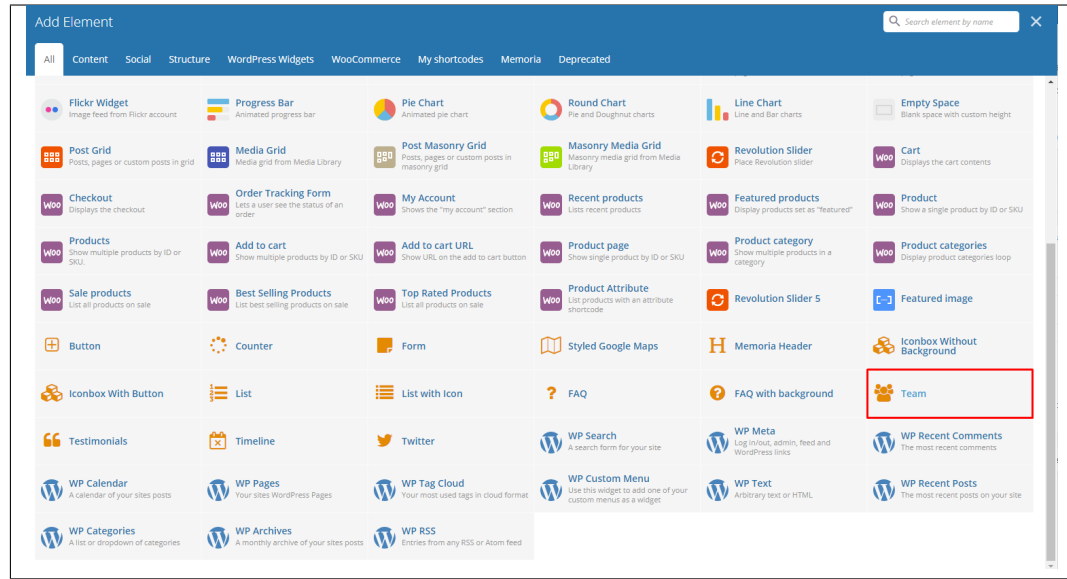 Add Element
Search element by name
All Content Social Structure WordPress Widgets WooCommerce My shortcodes Memoria Deprecated
Flickr Widget
Image feed from Flickr account
Progress Bar
Animated progress bar
Pie Chart
Animated pie chart
Round Chart
Pie and Doughnut charts
Line Chart
Line and Bar charts
Empty Space
Blank space with custom height
Post Grid
Posts, pages or custom posts in grid
Media Grid
Media grid from Media Library
Post Masonry Grid
Posts, pages or custom posts in
masonry grid
Masonry Media Grid
Masonry media grid from Media
Library
Revolution Slider
Place Revolution slider
Woo
Cart
Displays the cart contents
Woo
Checkout
Displays the checkout
Woo
Order Tracking Form
Lets a user see the status of an
order
Woo
My Account
Shows the "my account" section
Woo
Recent products
Lists recent products
Woo
Featured products
Display products set as "featured"
Woo
Product
Show a single product by ID or SKU
Woo
Products
Show multiple products by ID or
SKU.
Woo
Add to cart
Show multiple products by ID or SKU
Woo
Add to cart URL
Show URL on the add to cart button
Woo
Product page
Show single product by ID or SKU
Woo
Product category
Show multiple products in a
category
Woo
Product categories
Display product categories loop
Woo
Sale products
List all products on sale
Woo
Best Selling Products
List best selling products on sale
Woo
Top Rated Products
List all products on sale
Woo
Product Attribute
List products with an attribute
shortcode
Revolution Slider 5
Featured image
Button
Counter
Form
Styled Google Maps
H Memoria Header
Iconbox Without
Background
Iconbox With Button
List
List with Icon
? FAQ
? FAQ with background
Team
Testimonials
Timeline
Twitter
WP Search
A search form for your site
WP Meta
Log in/out, admin, feed and
WordPress links
WP Recent Comments
The most recent comments
WP Calendar
A calendar of your sites posts
WP Pages
Your sites WordPress Pages
WP Tag Cloud
Your most used tags in cloud format
WP Custom Menu
Use this widget to add one of your
custom menus as a widget
WP Text
Arbitrary text or HTML
WP Recent Posts
The most recent posts on your site
WP Categories
A list or dropdown of categories
WP Archives
A monthly archive of your sites posts
WP RSS
Entries from any RSS or Atom feed